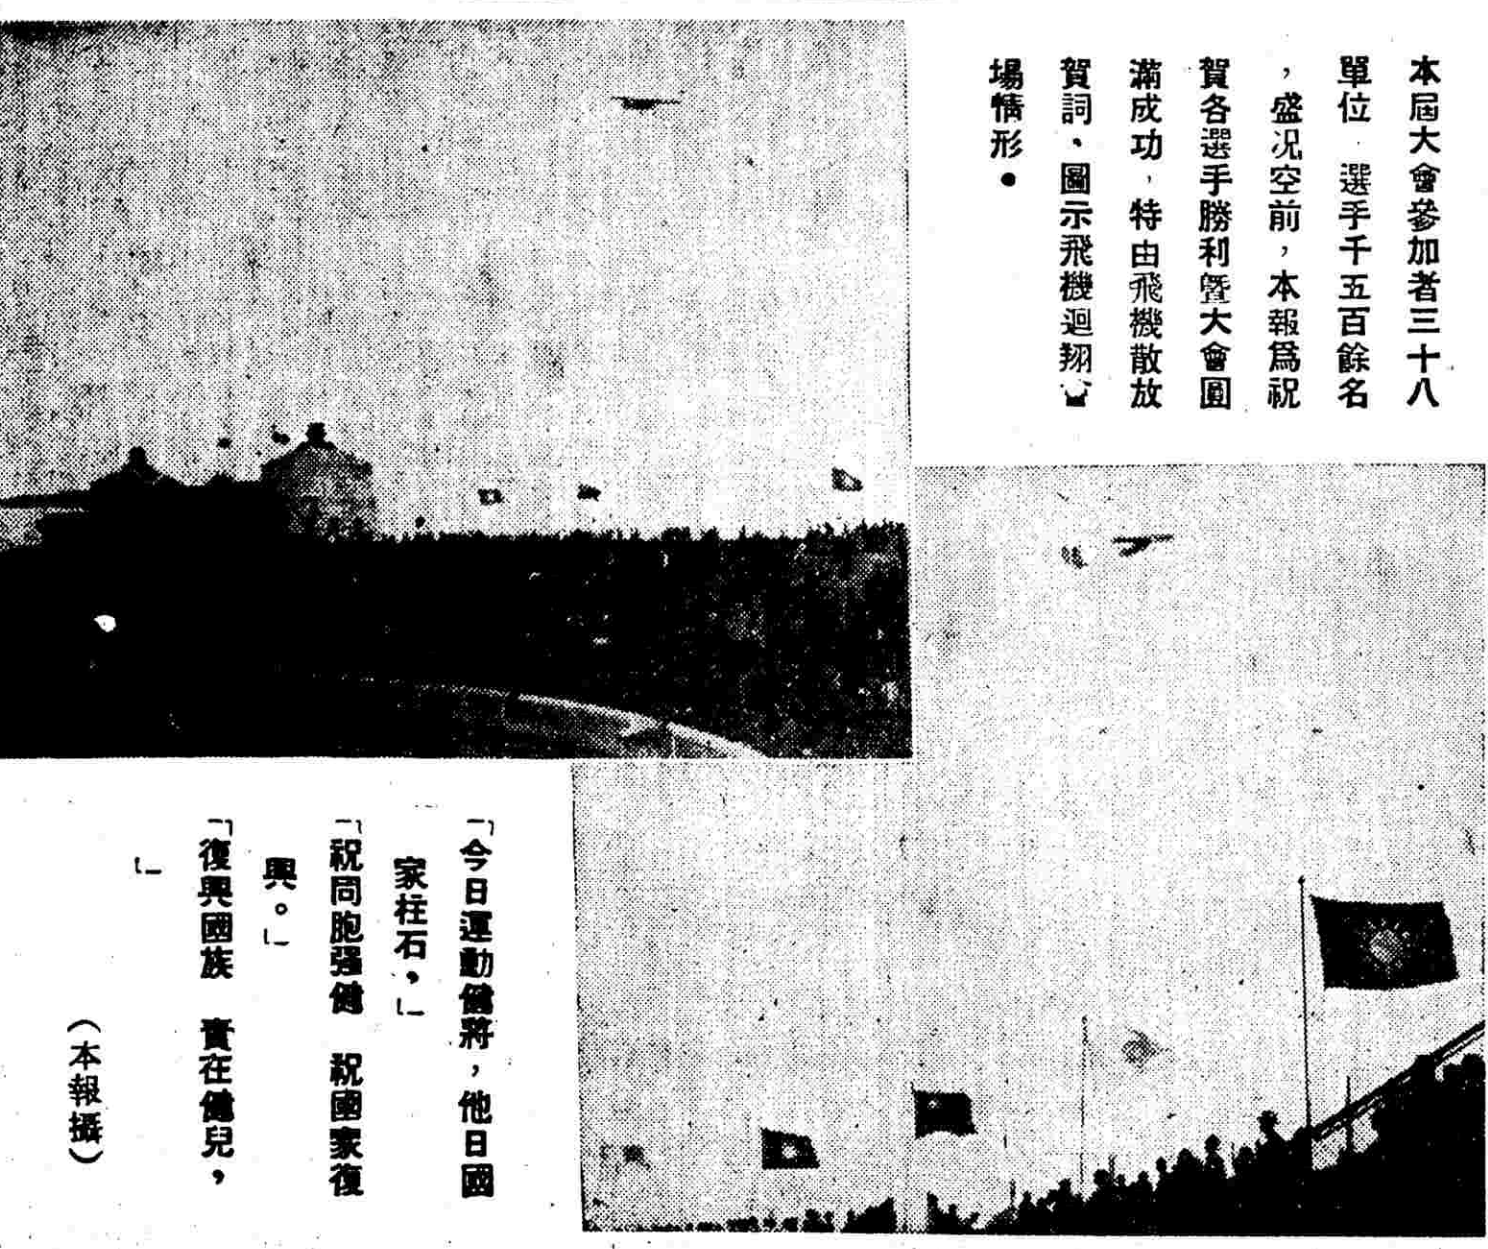 本屆大會參加者三十八
單位 選手千五百餘名
，盛况空前，本報爲祝
賀各選手勝利曁大會圓
滿成功，特由飛機散放
賀詞、圖示飛機迴翔會
場情形●
「今日運動健將，他日國
家柱石，」
「祝同胞强健 祝國家復
興。」
「復興國族 實在健兒，
」
（本報攝）